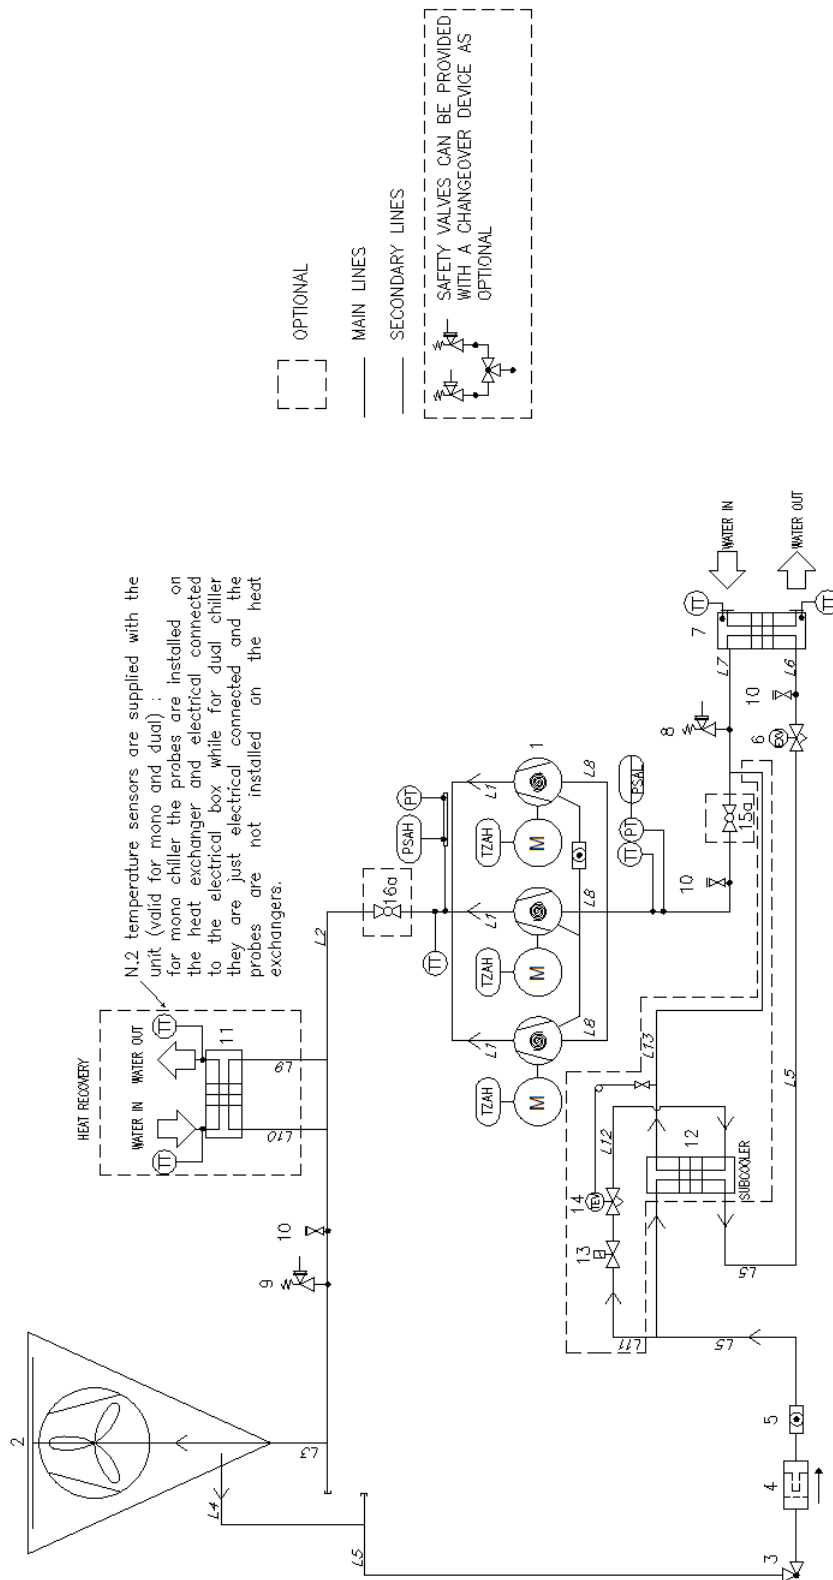 OPTIONAL
MAIN LINES
SECONDARY LINES
SAFETY VALVES CAN BE PROVIDED
WITH A CHANGEOVER DEVICE AS
OPTIONAL
N.2 temperature sensors are supplied with the
unit (valid for mono and dual) :
for mono chiller the probes are installed on
the heat exchanger and electrical connected
to the electrical box while for dual chiller
they are just electrical connected and the
probes are not installed on the heat
exchangers.
HEAT RECOVERY
WATER IN WATER OUT
TT
TT
11
L10
L9
2
L3
L4
L5
9
10
L2
16a
TT
PSAH
PT
L1
L1
L1
TZAH
TZAH
TZAH
M
M
M
1
L8
L8
L8
TT
PT
PSAL
8
L7
7
TT
WATER IN
WATER OUT
TT
L6
10
6
EXV
15a
10
L13
L12
14
TEV
13
12
SUBCOOLER
L11
L5
L5
L5
3
4
5